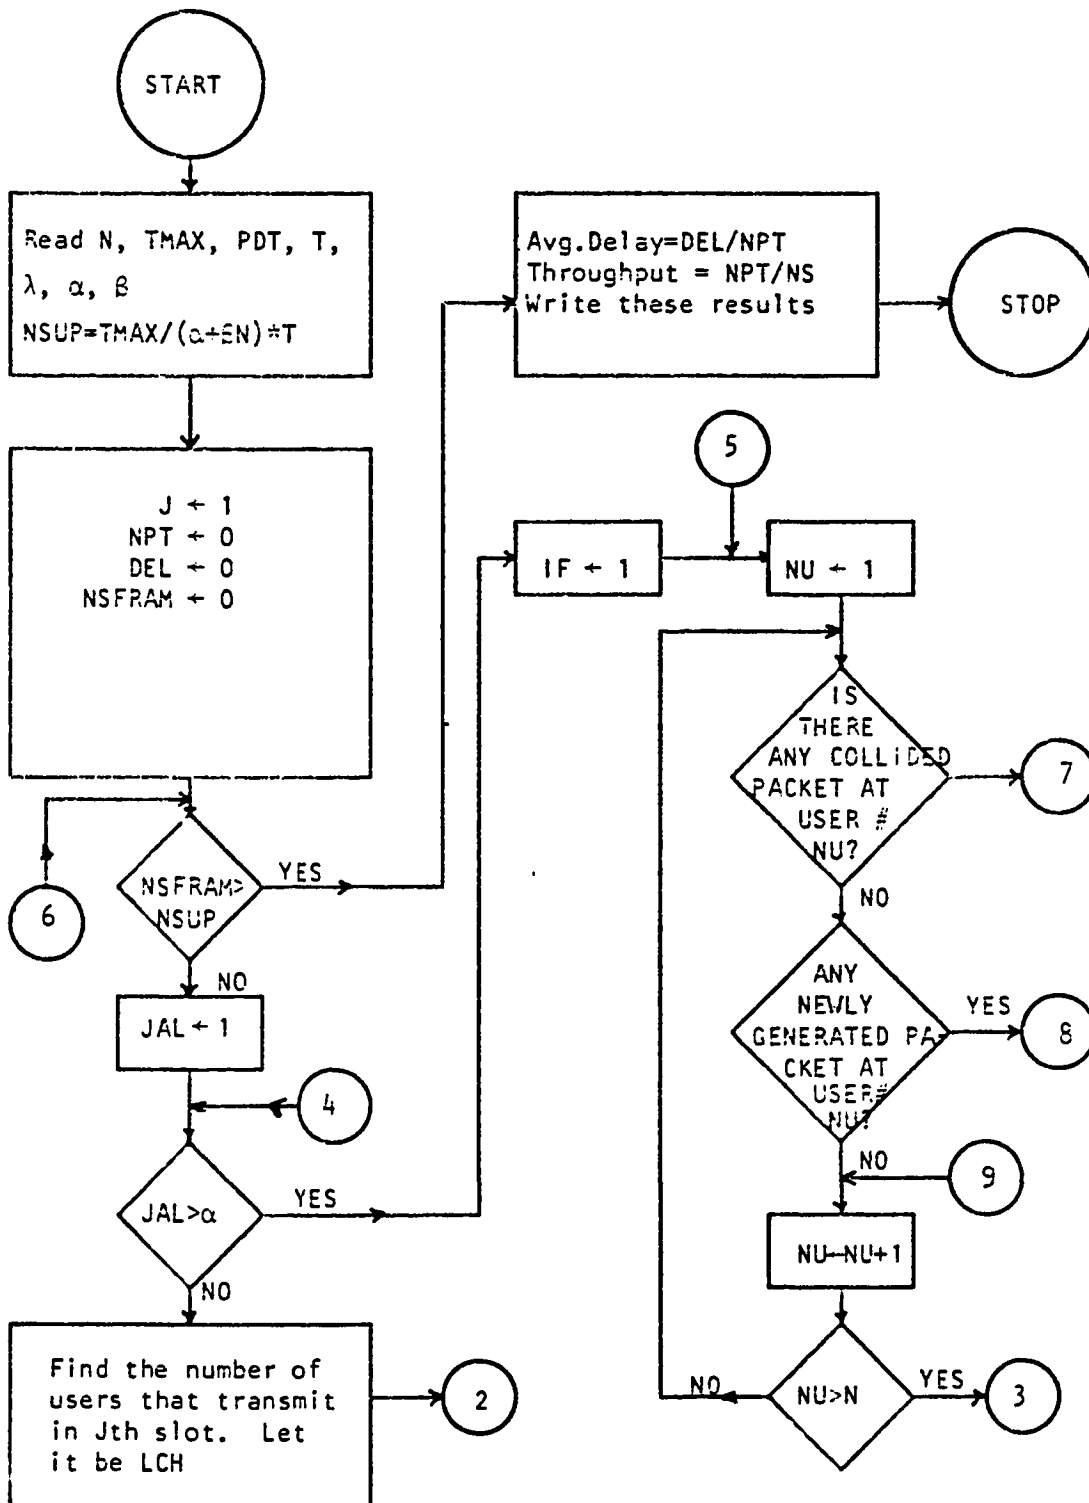 START
Read N, TMAX, PDT, T,
λ, α, β
NSUP=TMAX/(α+βN)*T
J ← 1
NPT ← 0
DEL ← 0
NSFRAM ← 0
6
NSFRAM>
NSUP
YES
NO
JAL ← 1
4
JAL>α
YES
NO
Find the number of
users that transmit
in Jth slot. Let
it be LCH
2
Avg.Delay=DEL/NPT
Throughput = NPT/NS
Write these results
STOP
5
IF ← 1
NU ← 1
IS
THERE
ANY COLLIDED
PACKET AT
USER #
NU?
7
NO
ANY
NEWLY
GENERATED PA-
CKET AT
USER#
NU?
YES
8
NO
9
NU←NU+1
NU>N
NO
YES
3